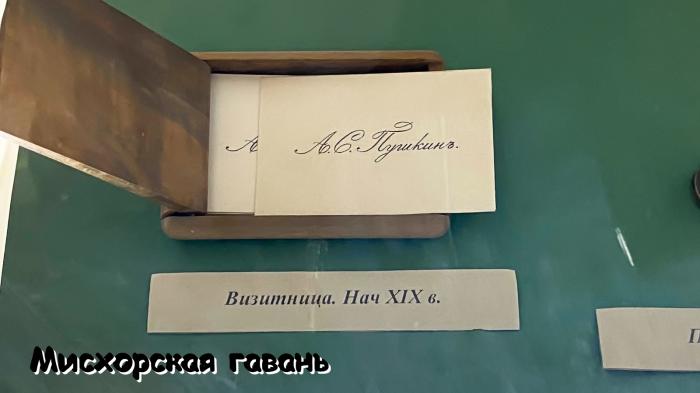 А
А.С. Пушкинъ.
Визитница. Нач XIX в.
П
Мисхорская гавань